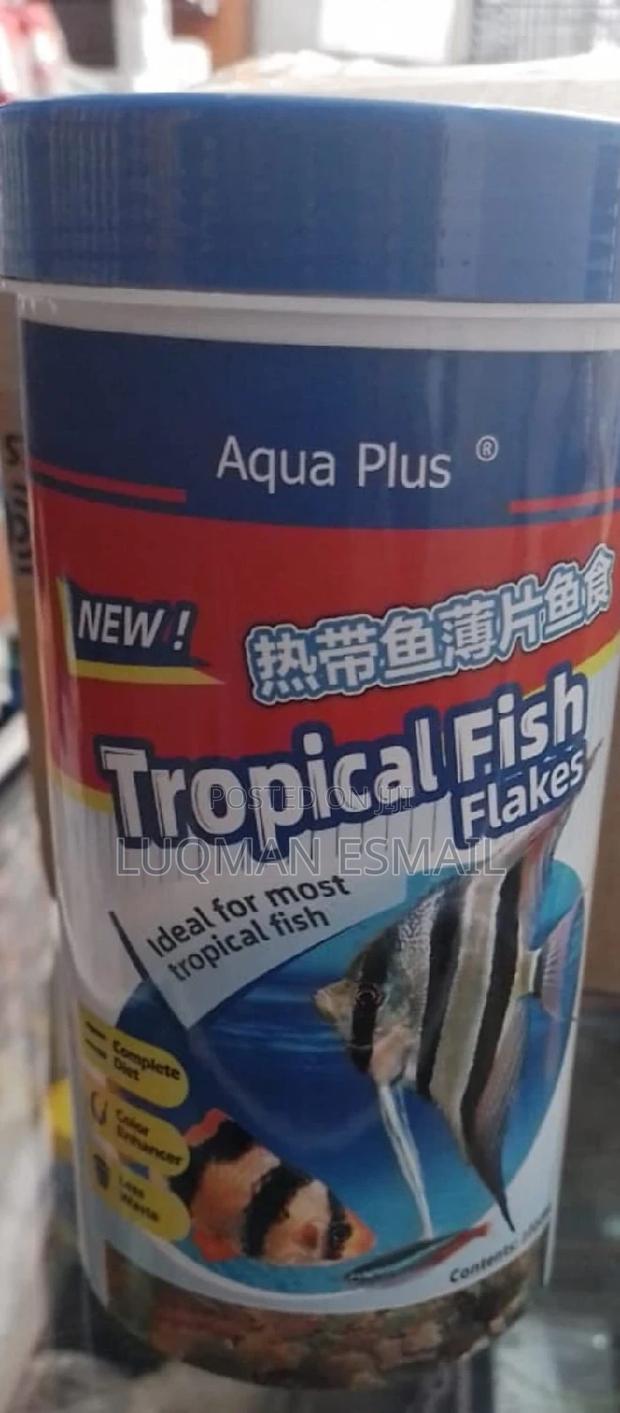 Aqua Plus ®
NEW!
热带鱼薄片鱼食
Tropical Fish
Flakes
POSTED ON JIJI
LUQMAN ESMAIL
Ideal for most
tropical fish
Complete
Diet
Color
Enhancer
Less
Waste
Contents: